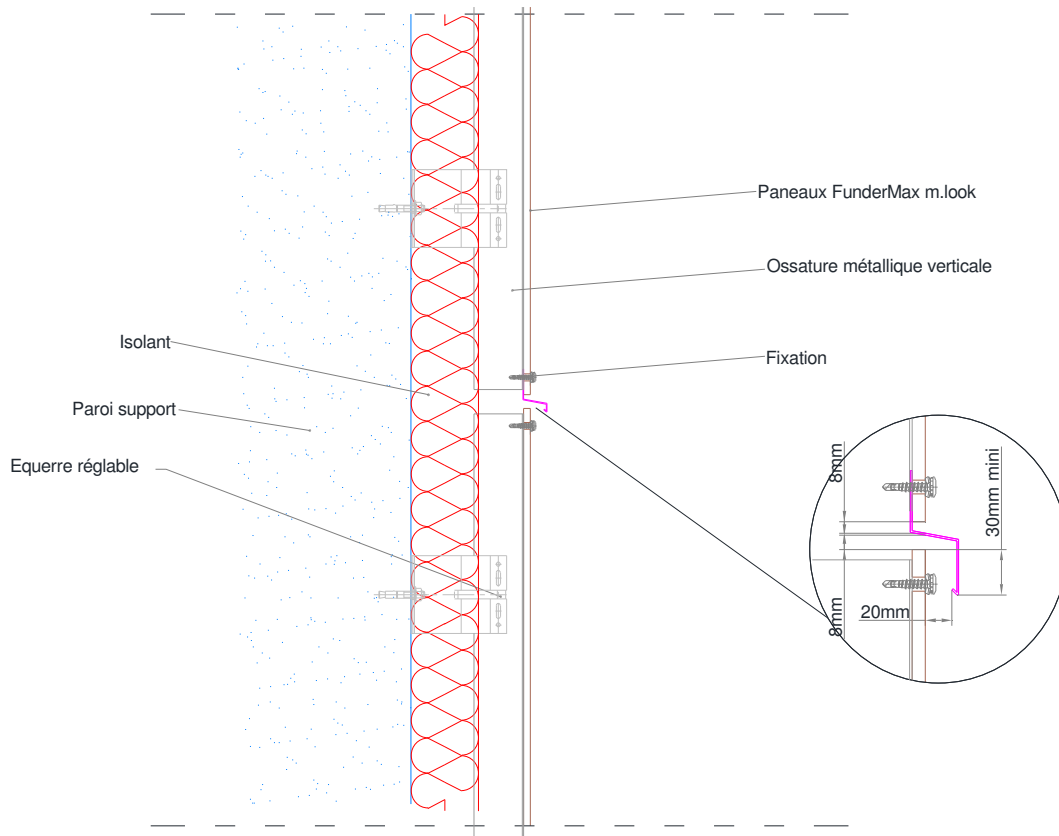 Paneaux FunderMax m.look
Ossature métallique verticale
Isolant
Fixation
Paroi support
Equerre réglable
8mm
30mm mini
20mm
8mm